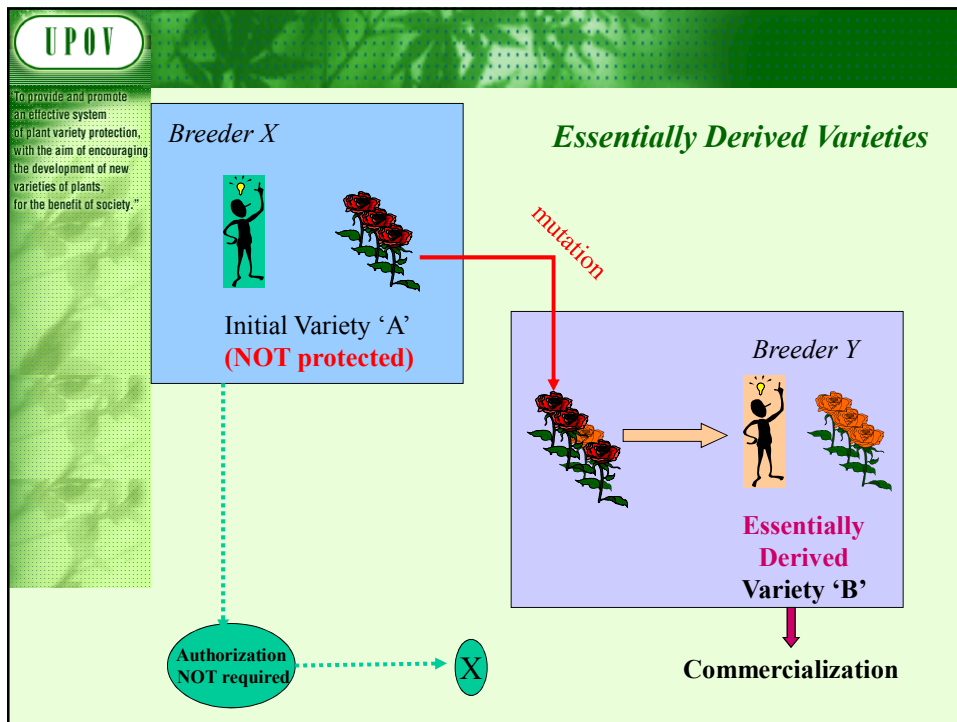 UPOV
To provide and promote
an effective system
of plant variety protection,
with the aim of encouraging
the development of new
varieties of plants,
for the benefit of society."
Breeder X
Essentially Derived Varieties
mutation
Initial Variety ‘A’
(NOT protected)
Breeder Y
Essentially
Derived
Variety ‘B’
Authorization
NOT required
X
Commercialization